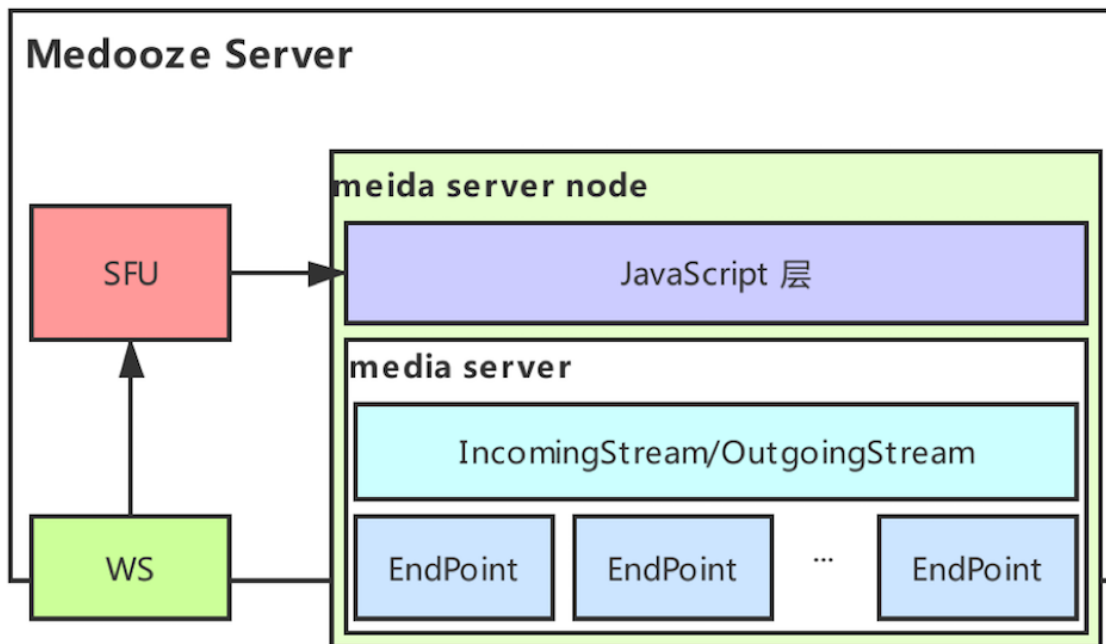 Medooze Server
meida server node
SFU
JavaScript 层
media server
IncomingStream/OutgoingStream
WS
EndPoint
EndPoint
...
EndPoint